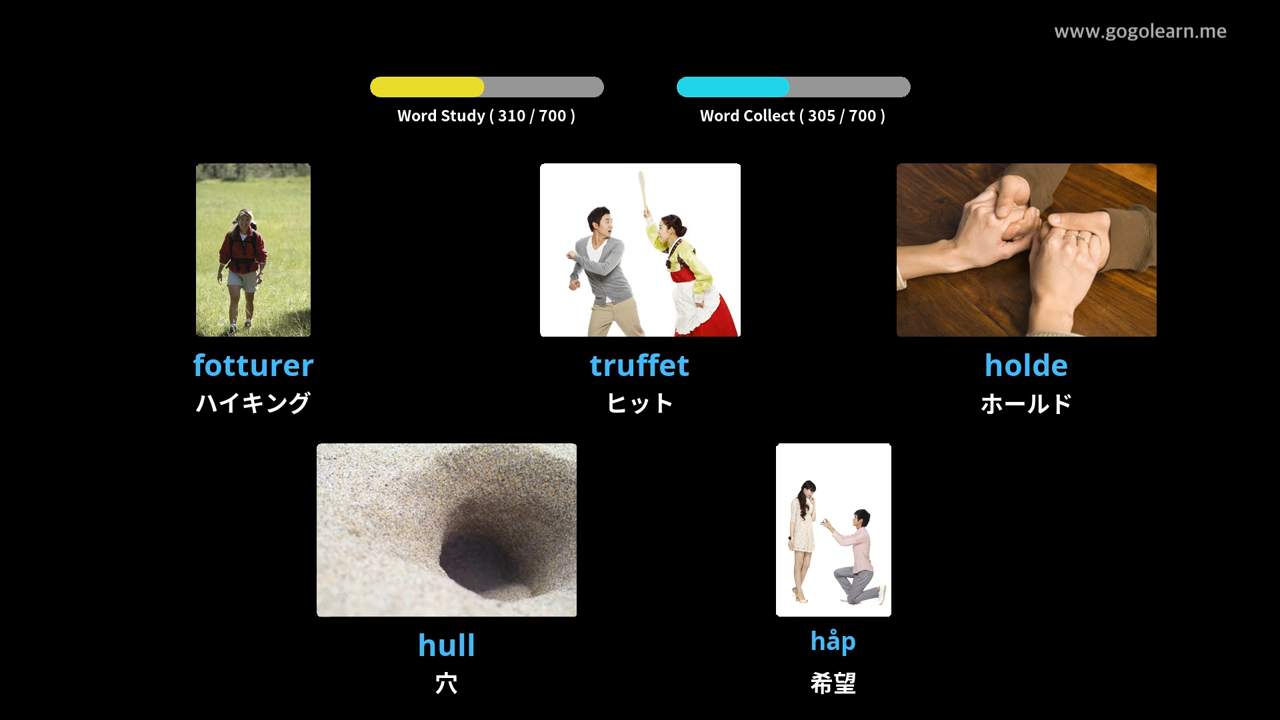 www.gogolearn.me
Word Study ( 310 / 700 )
Word Collect ( 305 / 700 )
fotturer
ハイキング
truffet
ヒット
holde
ホールド
hull
穴
håp
希望